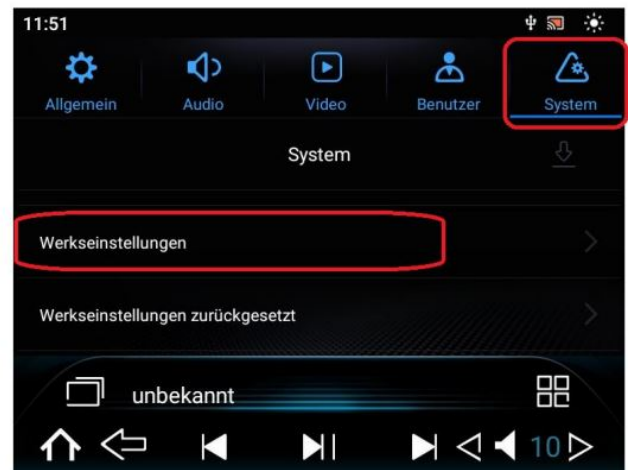 11:51
Allgemein Audio Video Benutzer System
System
Werkseinstellungen
Werkseinstellungen zurückgesetzt
unbekannt
10